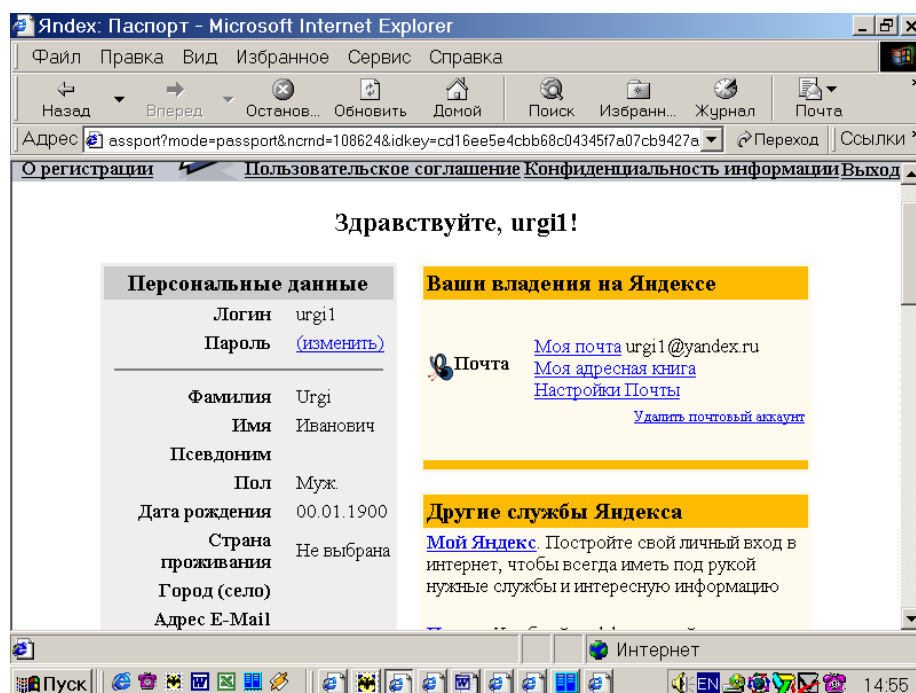 Яndex: Паспорт - Microsoft Internet Explorer
Файл Правка Вид Избранное Сервис Справка
Назад Вперед Останов... Обновить Домой Поиск Избранн... Журнал Почта
Адрес assport?mode=passport&ncrnd=108624&idkey=cd16ee5e4cbb68c04345f7a07cb9427a Переход Ссылки
О регистрации Пользовательское соглашение Конфиденциальность информации Выход
Здравствуйте, urgi1!
Персональные данные
Логин urgi1
Пароль (изменить)
Фамилия Urgi
Имя Иванович
Псевдоним
Пол Муж.
Дата рождения 00.01.1900
Страна
проживания Не выбрана
Город (село)
Адрес E-Mail
Ваши владения на Яндексе
Почта
Моя почта urgi1@yandex.ru
Моя адресная книга
Настройки Почты
Удалить почтовый аккаунт
Другие службы Яндекса
Мой Яндекс. Постройте свой личный вход в
интернет, чтобы всегда иметь под рукой
нужные службы и интересную информацию
Интернет
Пуск EN 14:55